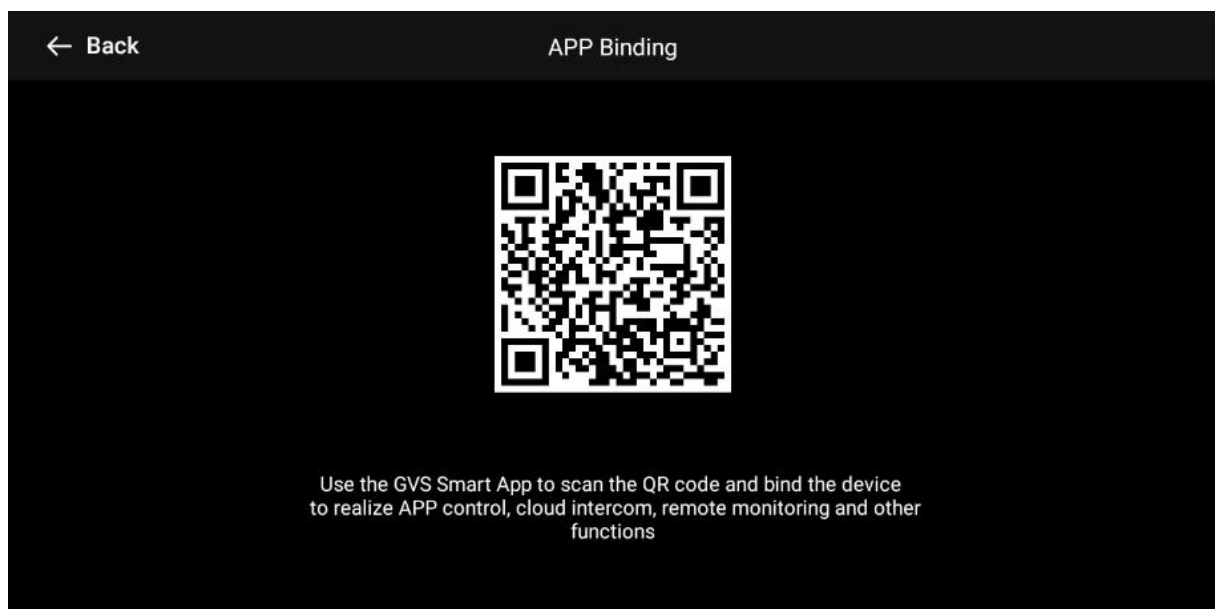 Back
APP Binding
Use the GVS Smart App to scan the QR code and bind the device
to realize APP control, cloud intercom, remote monitoring and other
functions